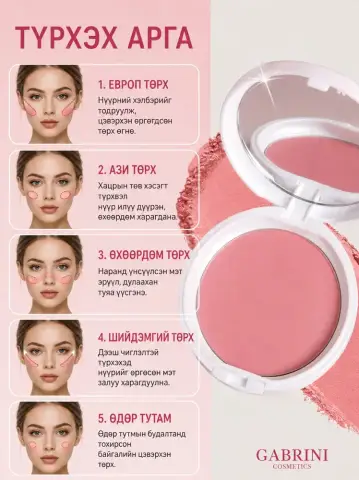 ТҮРХЭХ АРГА
1. ЕВРОП ТӨРХ
Нүүрний хэлбэрийг
тодруулж,
цэвэрхэн өргөгдсөн
төрх өгнө.
2. АЗИ ТӨРХ
Хацрын төв хэсэгт
түрхвэл
нүүр илүү дүүрэн,
өхөөрдөм харагдана.
3. ӨХӨӨРДӨМ ТӨРХ
Наранд үнсүүлсэн мэт
эрүүл, дулаахан
туяа үүсгэнэ.
4. ШИЙДЭМГИЙ ТӨРХ
Дээш чиглэлтэй
түрхэхэд
нүүрийг өргөсөн мэт
залуу харагдуулна.
5. ӨДӨР ТУТАМ
Өдөр тутмын будалтанд
тохирсон
байгалийн цэвэрхэн
төрх.
GABRINI
COSMETICS